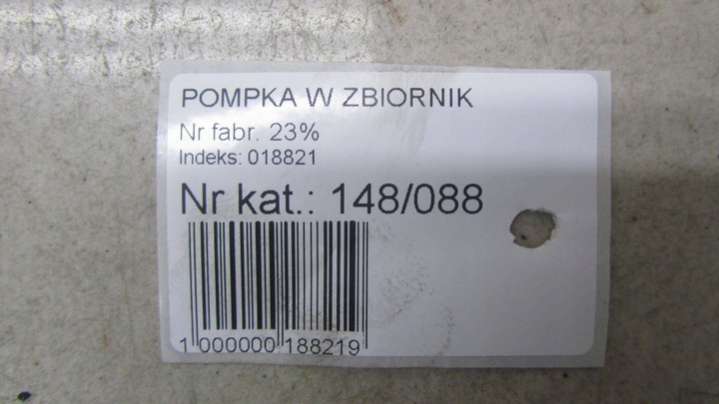 POMPKA W ZBIORNIK
Nr fabr. 23%
Indeks: 018821
Nr kat.: 148/088
1 000000 188219